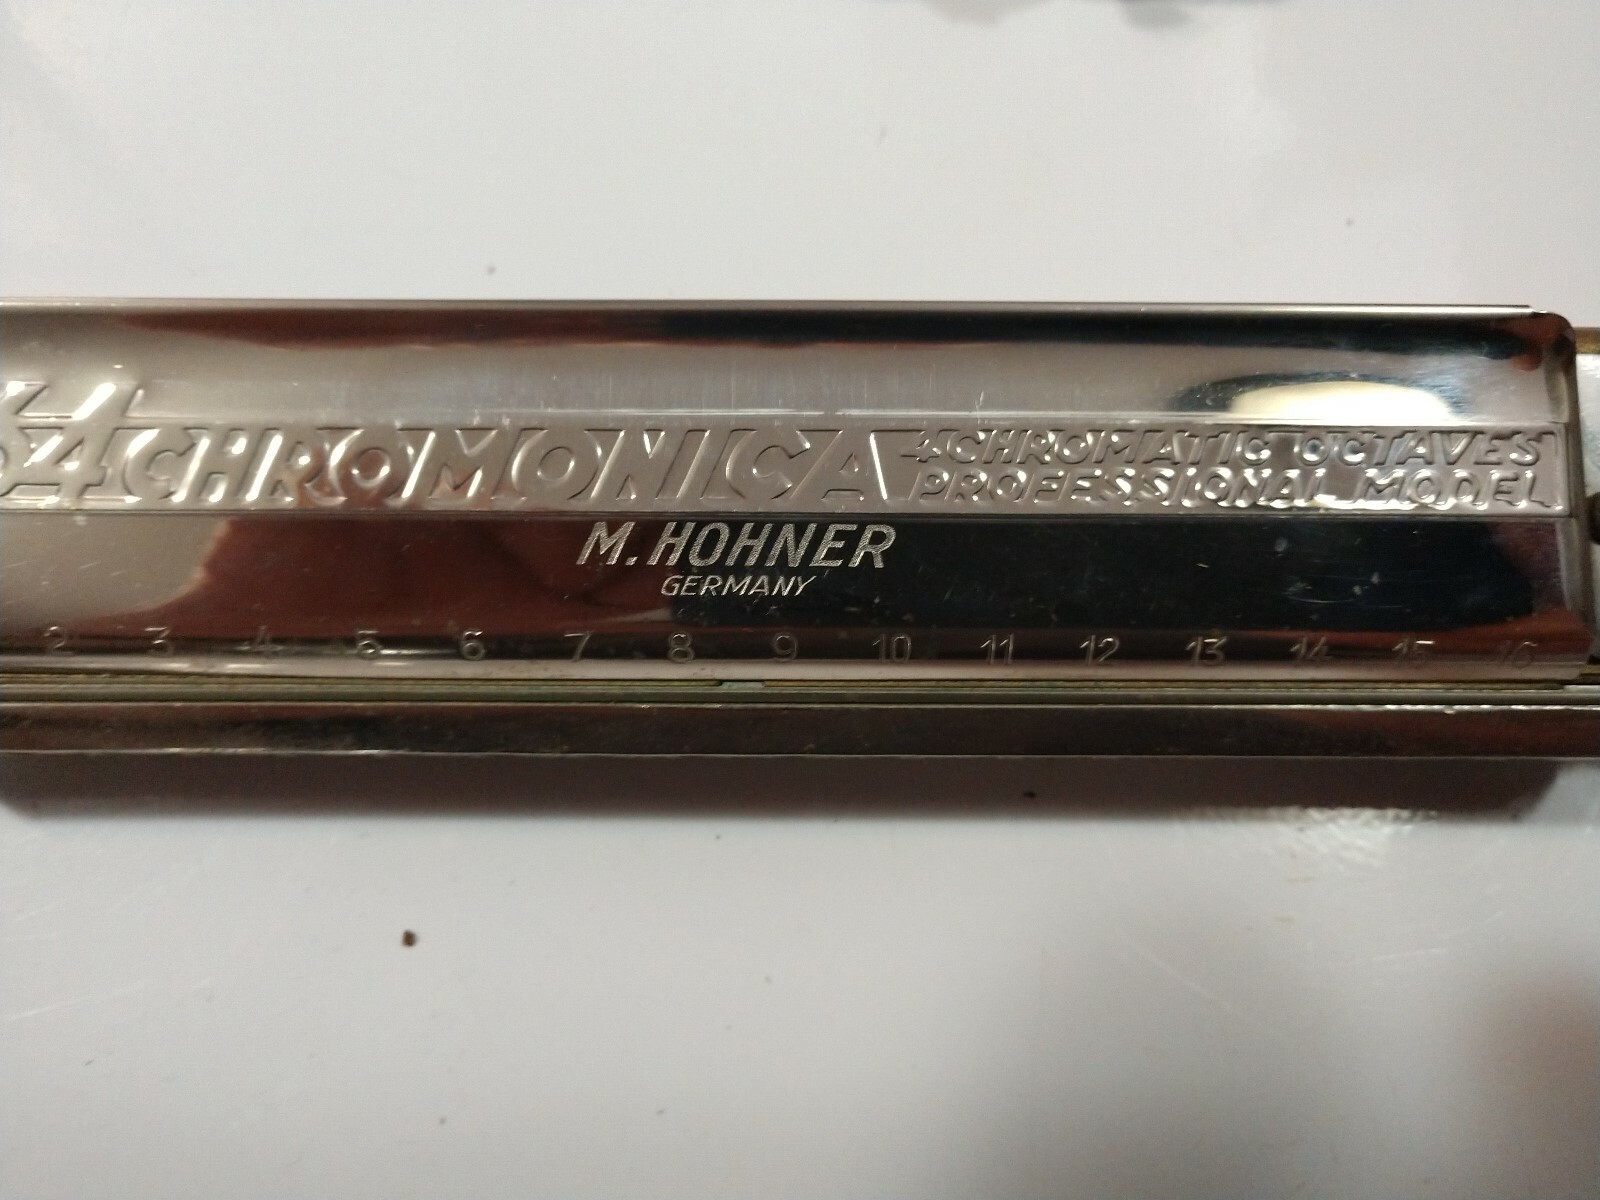 64 CHROMONICA
4 CHROMATIC OCTAVES
PROFESSIONAL MODEL
M. HOHNER
GERMANY
2 3 4 5 6 7 8 9 10 11 12 13 14 15 16